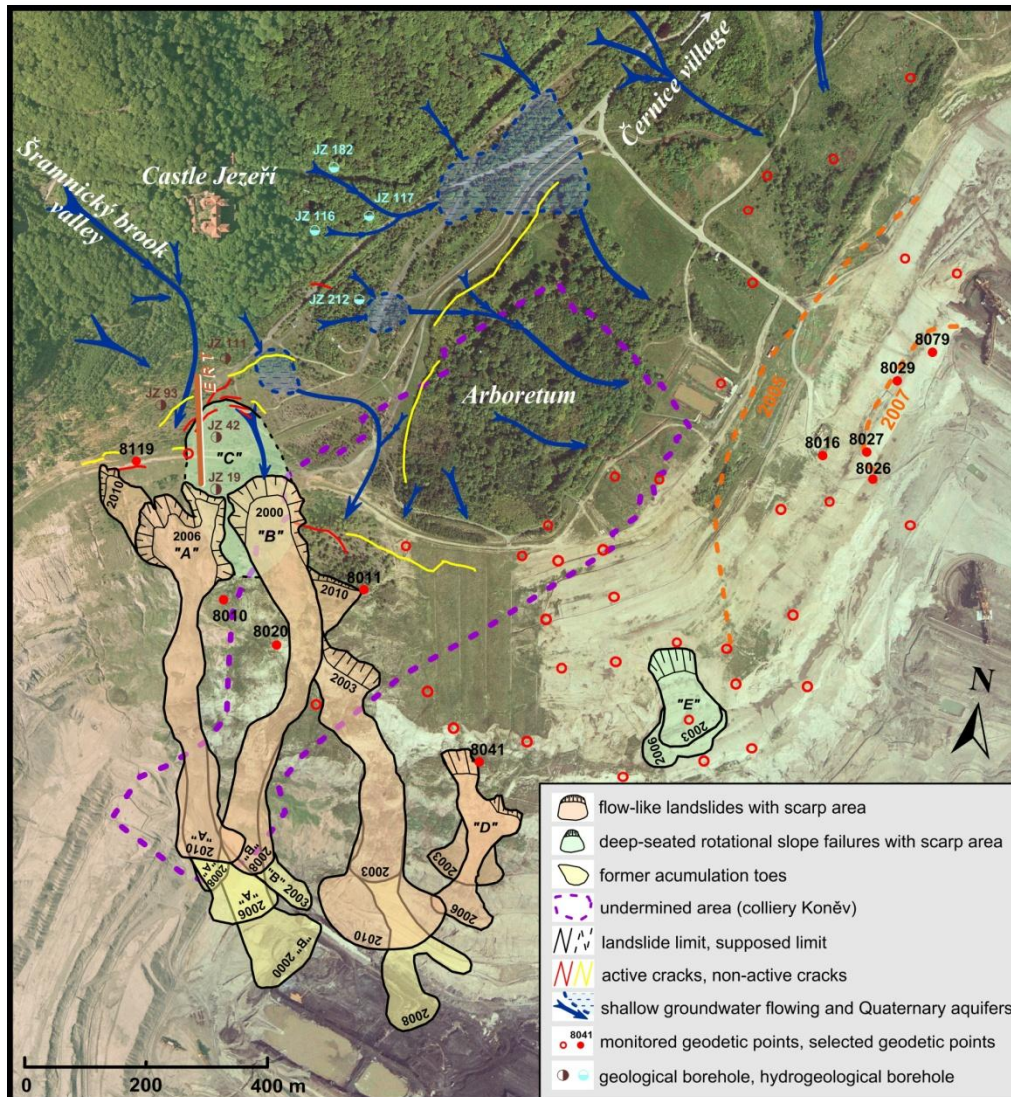 Černice village
Šramnický brook
valley
Castle Jezeří
JZ 182
JZ 117
JZ 116
JZ 212
JZ 111
JZ 93
VERT
JZ 42
"C"
JZ 19
Arboretum
2008
2007
8079
8029
8027
8026
8016
8119
2010
2006
"A"
2000
"B"
8011
2010
8010
8020
2003
8041
"E"
2003
2006
"D"
2003
2006
"A"
2010
"B"
2008
"A"
2008
"B" 2003
"A"
2006
"B" 2000
2003
2010
2008
N
flow-like landslides with scarp area
deep-seated rotational slope failures with scarp area
former acumulation toes
undermined area (colliery Koněv)
landslide limit, supposed limit
active cracks, non-active cracks
shallow groundwater flowing and Quaternary aquifers
8041
monitored geodetic points, selected geodetic points
geological borehole, hydrogeological borehole
0 200 400 m